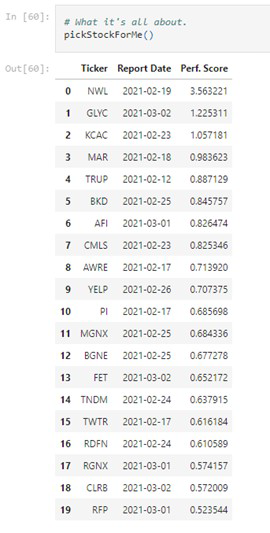 In [60]:
# What it's all about.
pickStockForMe()
Out[60]:
Ticker Report Date Perf. Score
0 NWL 2021-02-19 3.563221
1 GLYC 2021-03-02 1.225311
2 KCAC 2021-02-23 1.057181
3 MAR 2021-02-18 0.983623
4 TRUP 2021-02-12 0.887129
5 BKD 2021-02-25 0.845757
6 AFI 2021-03-01 0.826474
7 CMLS 2021-02-23 0.825346
8 AWRE 2021-02-17 0.713920
9 YELP 2021-02-26 0.707375
10 PI 2021-02-17 0.685698
11 MGNX 2021-02-25 0.684336
12 BGNE 2021-02-25 0.677278
13 FET 2021-03-02 0.652172
14 TNDM 2021-02-24 0.637915
15 TWTR 2021-02-17 0.616184
16 RDFN 2021-02-24 0.610589
17 RGNX 2021-03-01 0.574157
18 CLRB 2021-03-02 0.572009
19 RFP 2021-03-01 0.523544